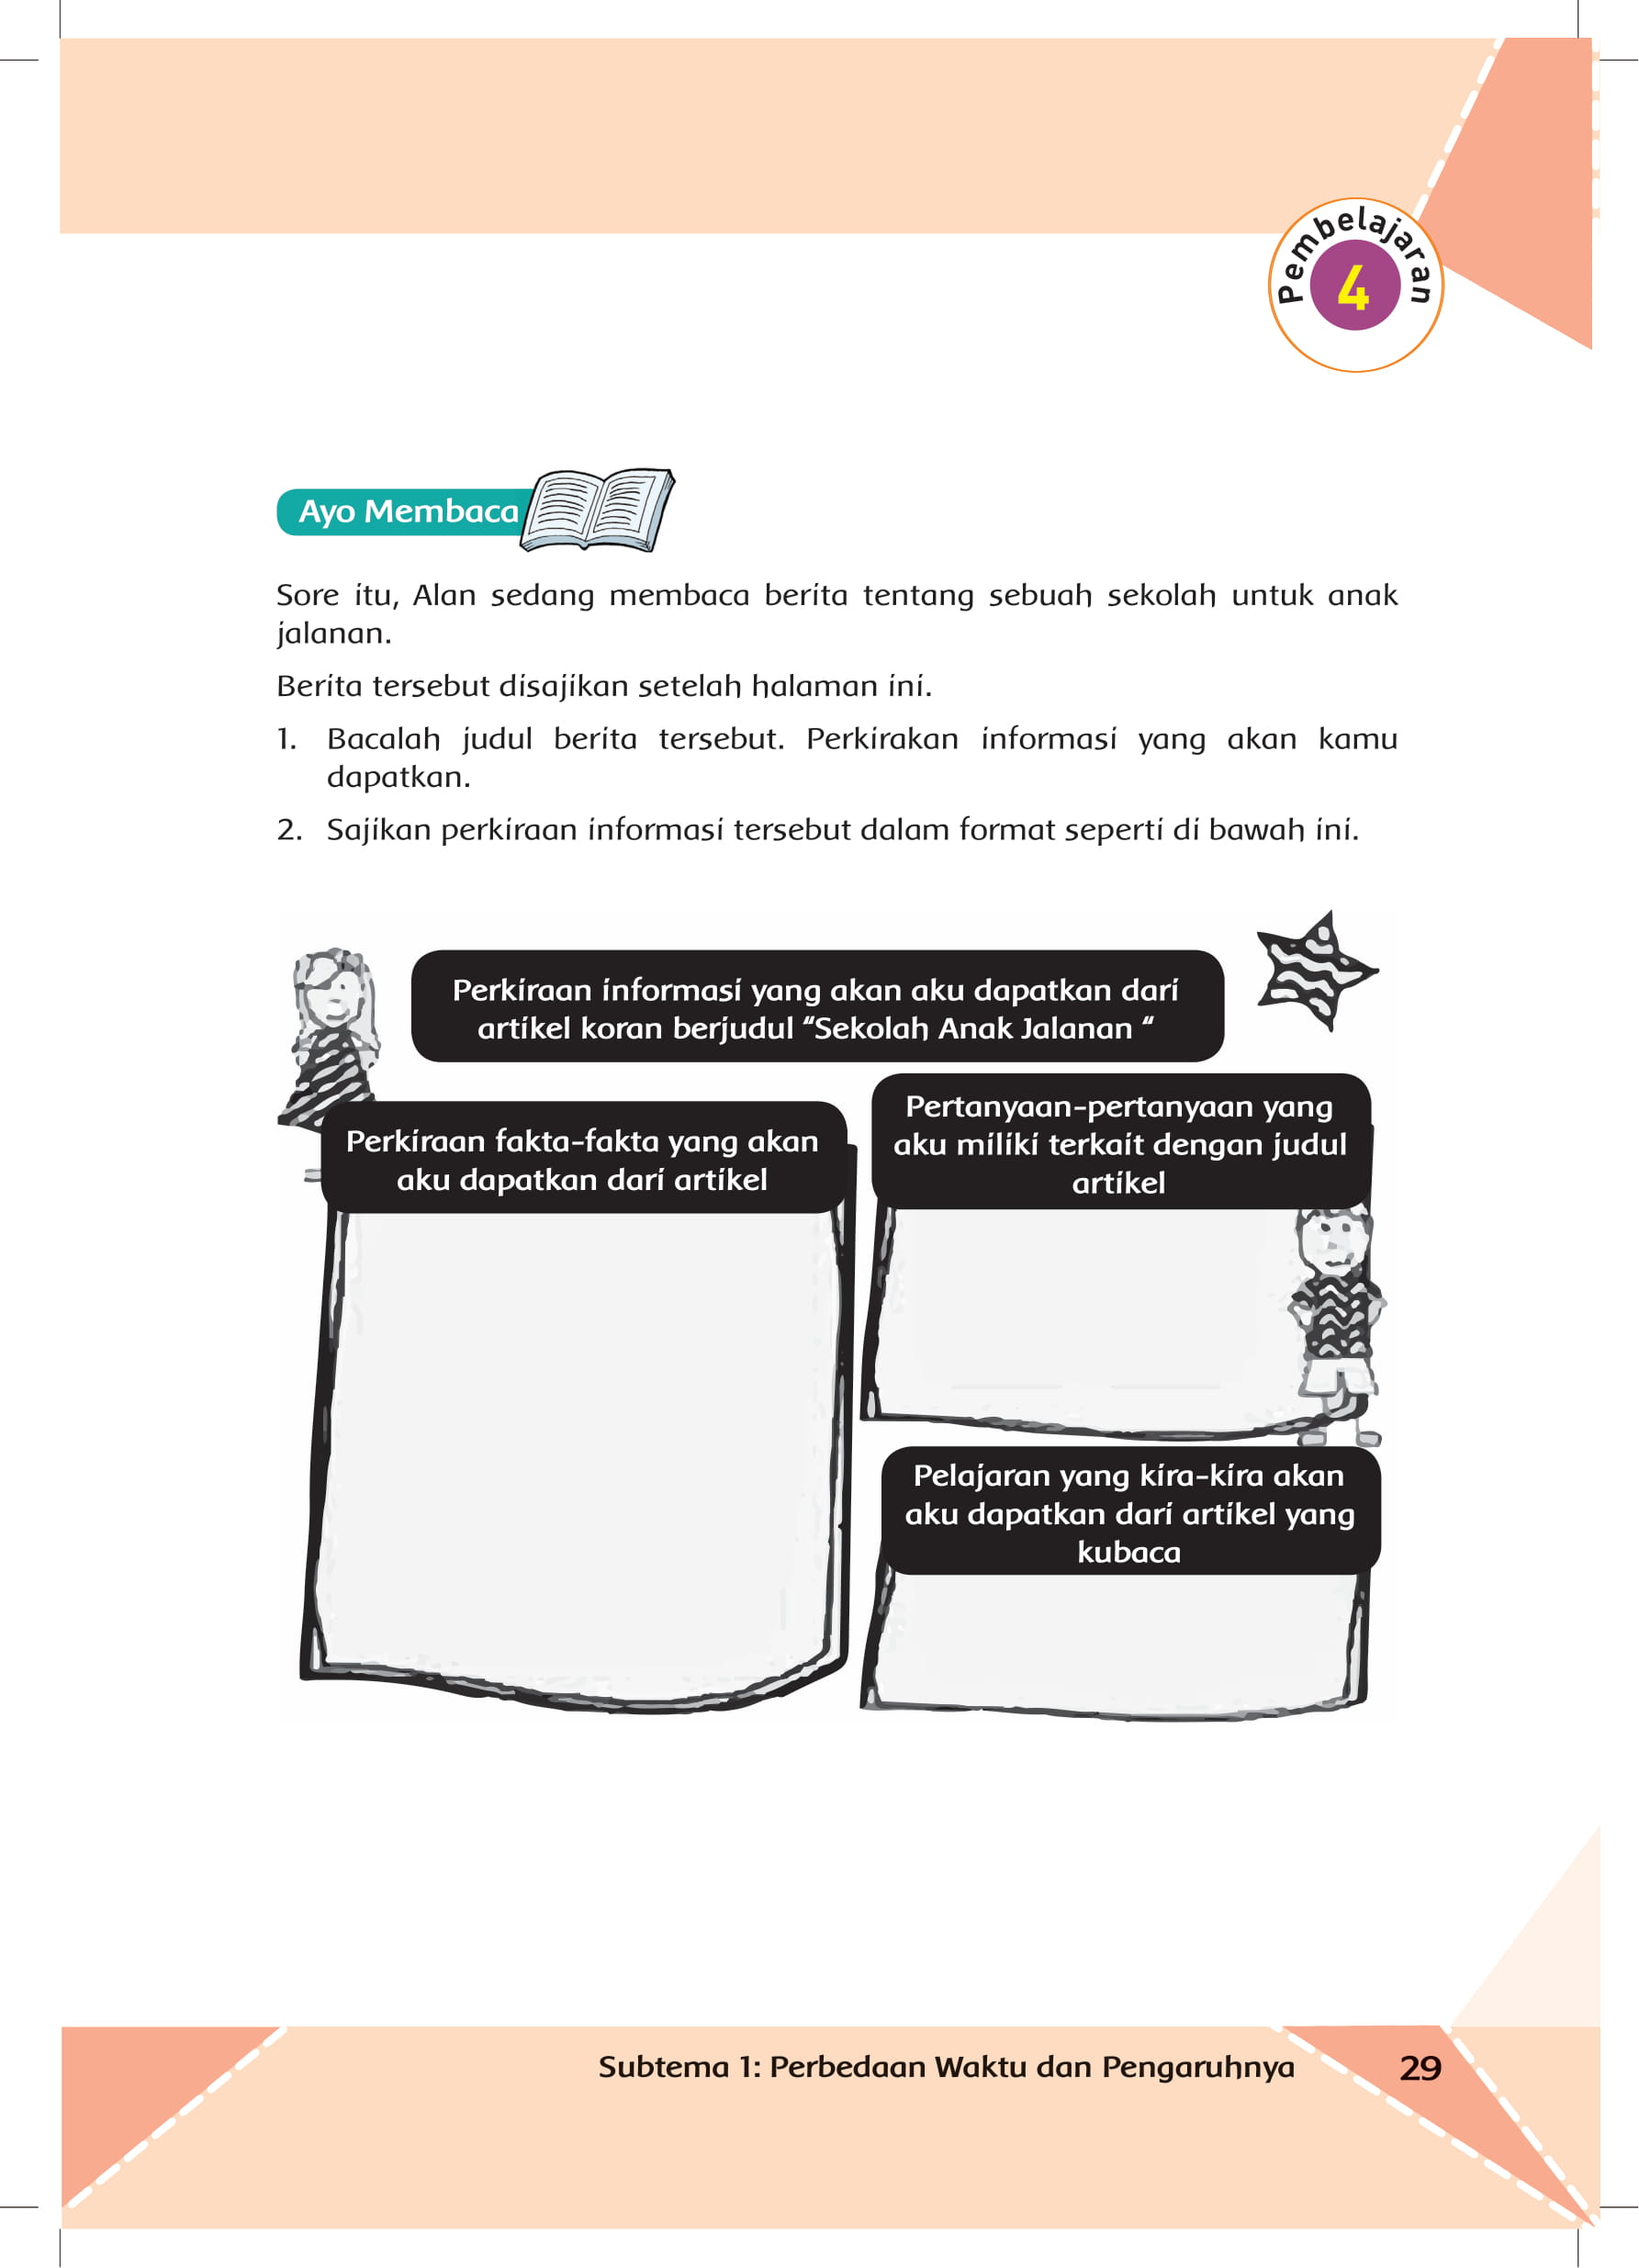 Pembelajaran
4
Ayo Membaca
Sore itu, Alan sedang membaca berita tentang sebuah sekolah untuk anak
jalanan.
Berita tersebut disajikan setelah halaman ini.
1. Bacalah judul berita tersebut. Perkirakan informasi yang akan kamu
dapatkan.
2. Sajikan perkiraan informasi tersebut dalam format seperti di bawah ini.
Perkiraan informasi yang akan aku dapatkan dari
artikel koran berjudul “Sekolah Anak Jalanan “
Perkiraan fakta-fakta yang akan
aku dapatkan dari artikel
Pertanyaan-pertanyaan yang
aku miliki terkait dengan judul
artikel
Pelajaran yang kira-kira akan
aku dapatkan dari artikel yang
kubaca
Subtema 1: Perbedaan Waktu dan Pengaruhnya
29